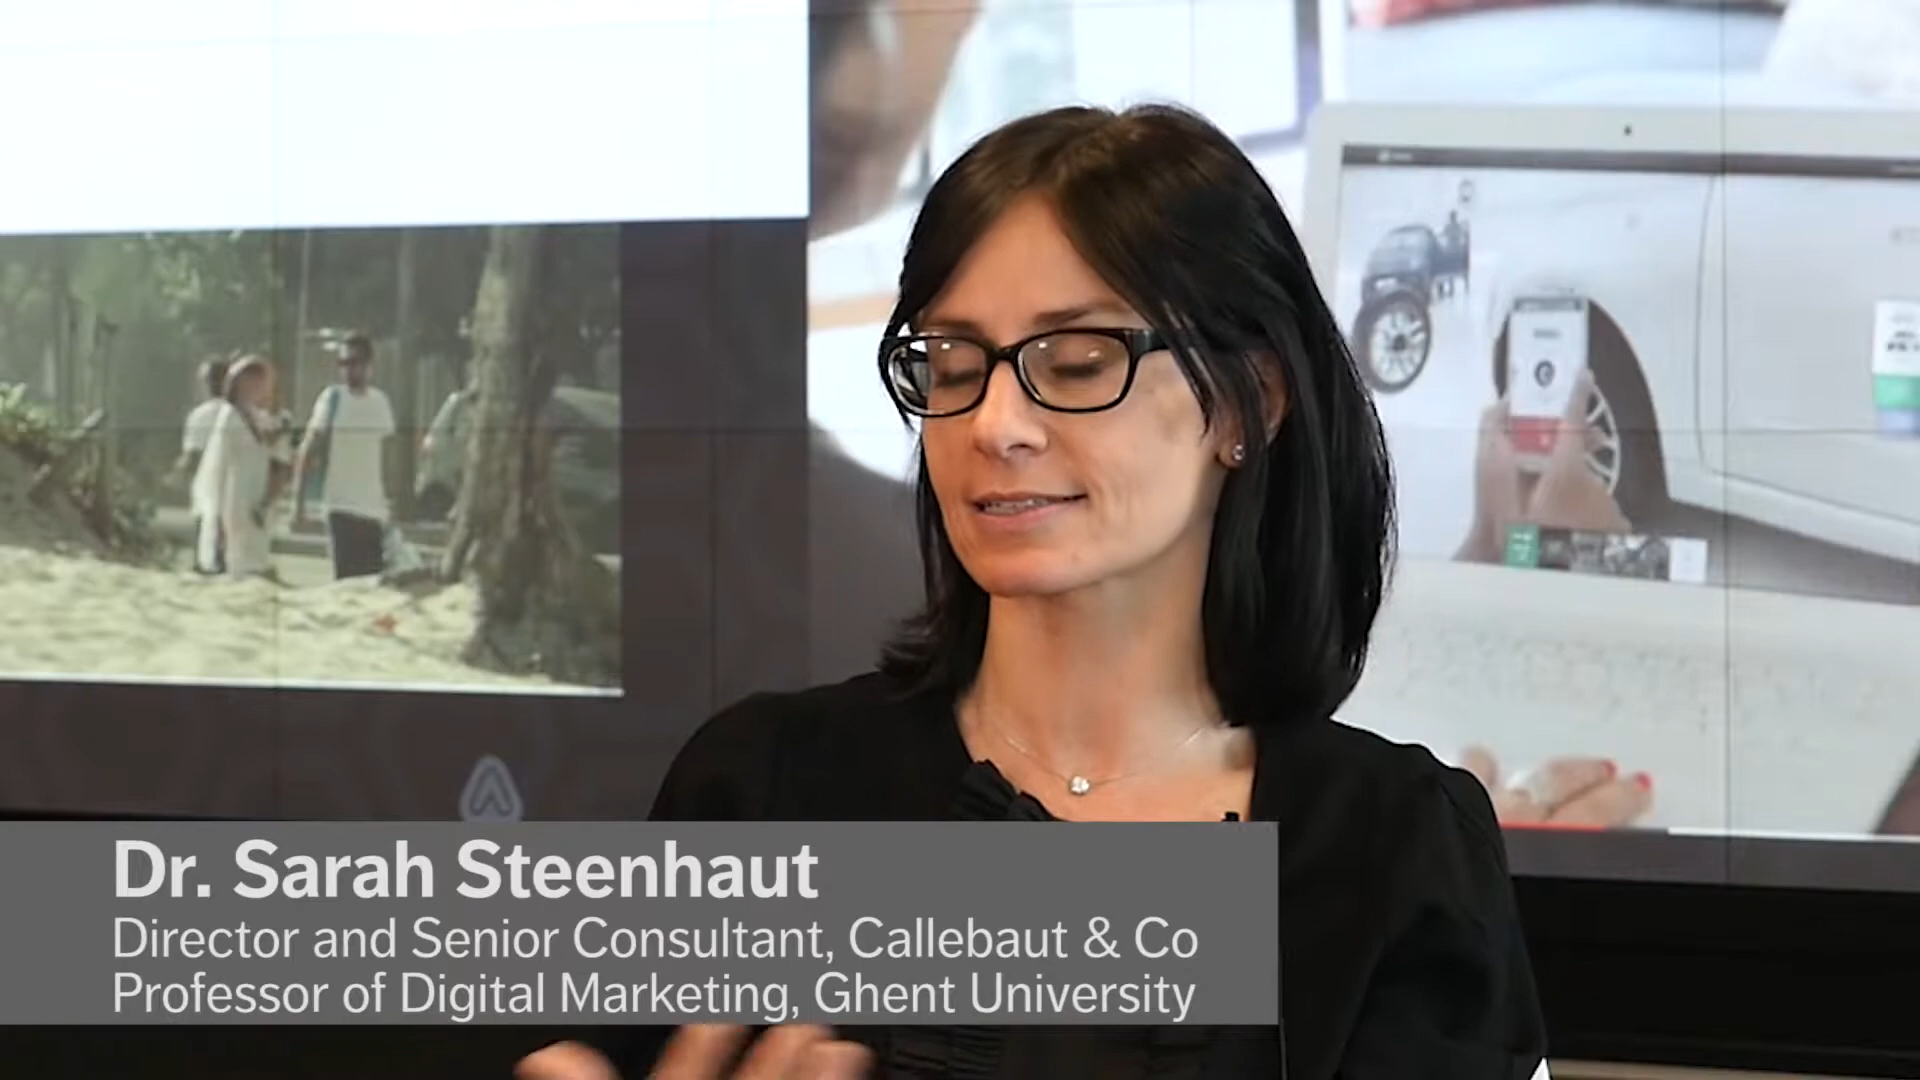 Dr. Sarah Steenhaut
Director and Senior Consultant, Callebaut & Co
Professor of Digital Marketing, Ghent University